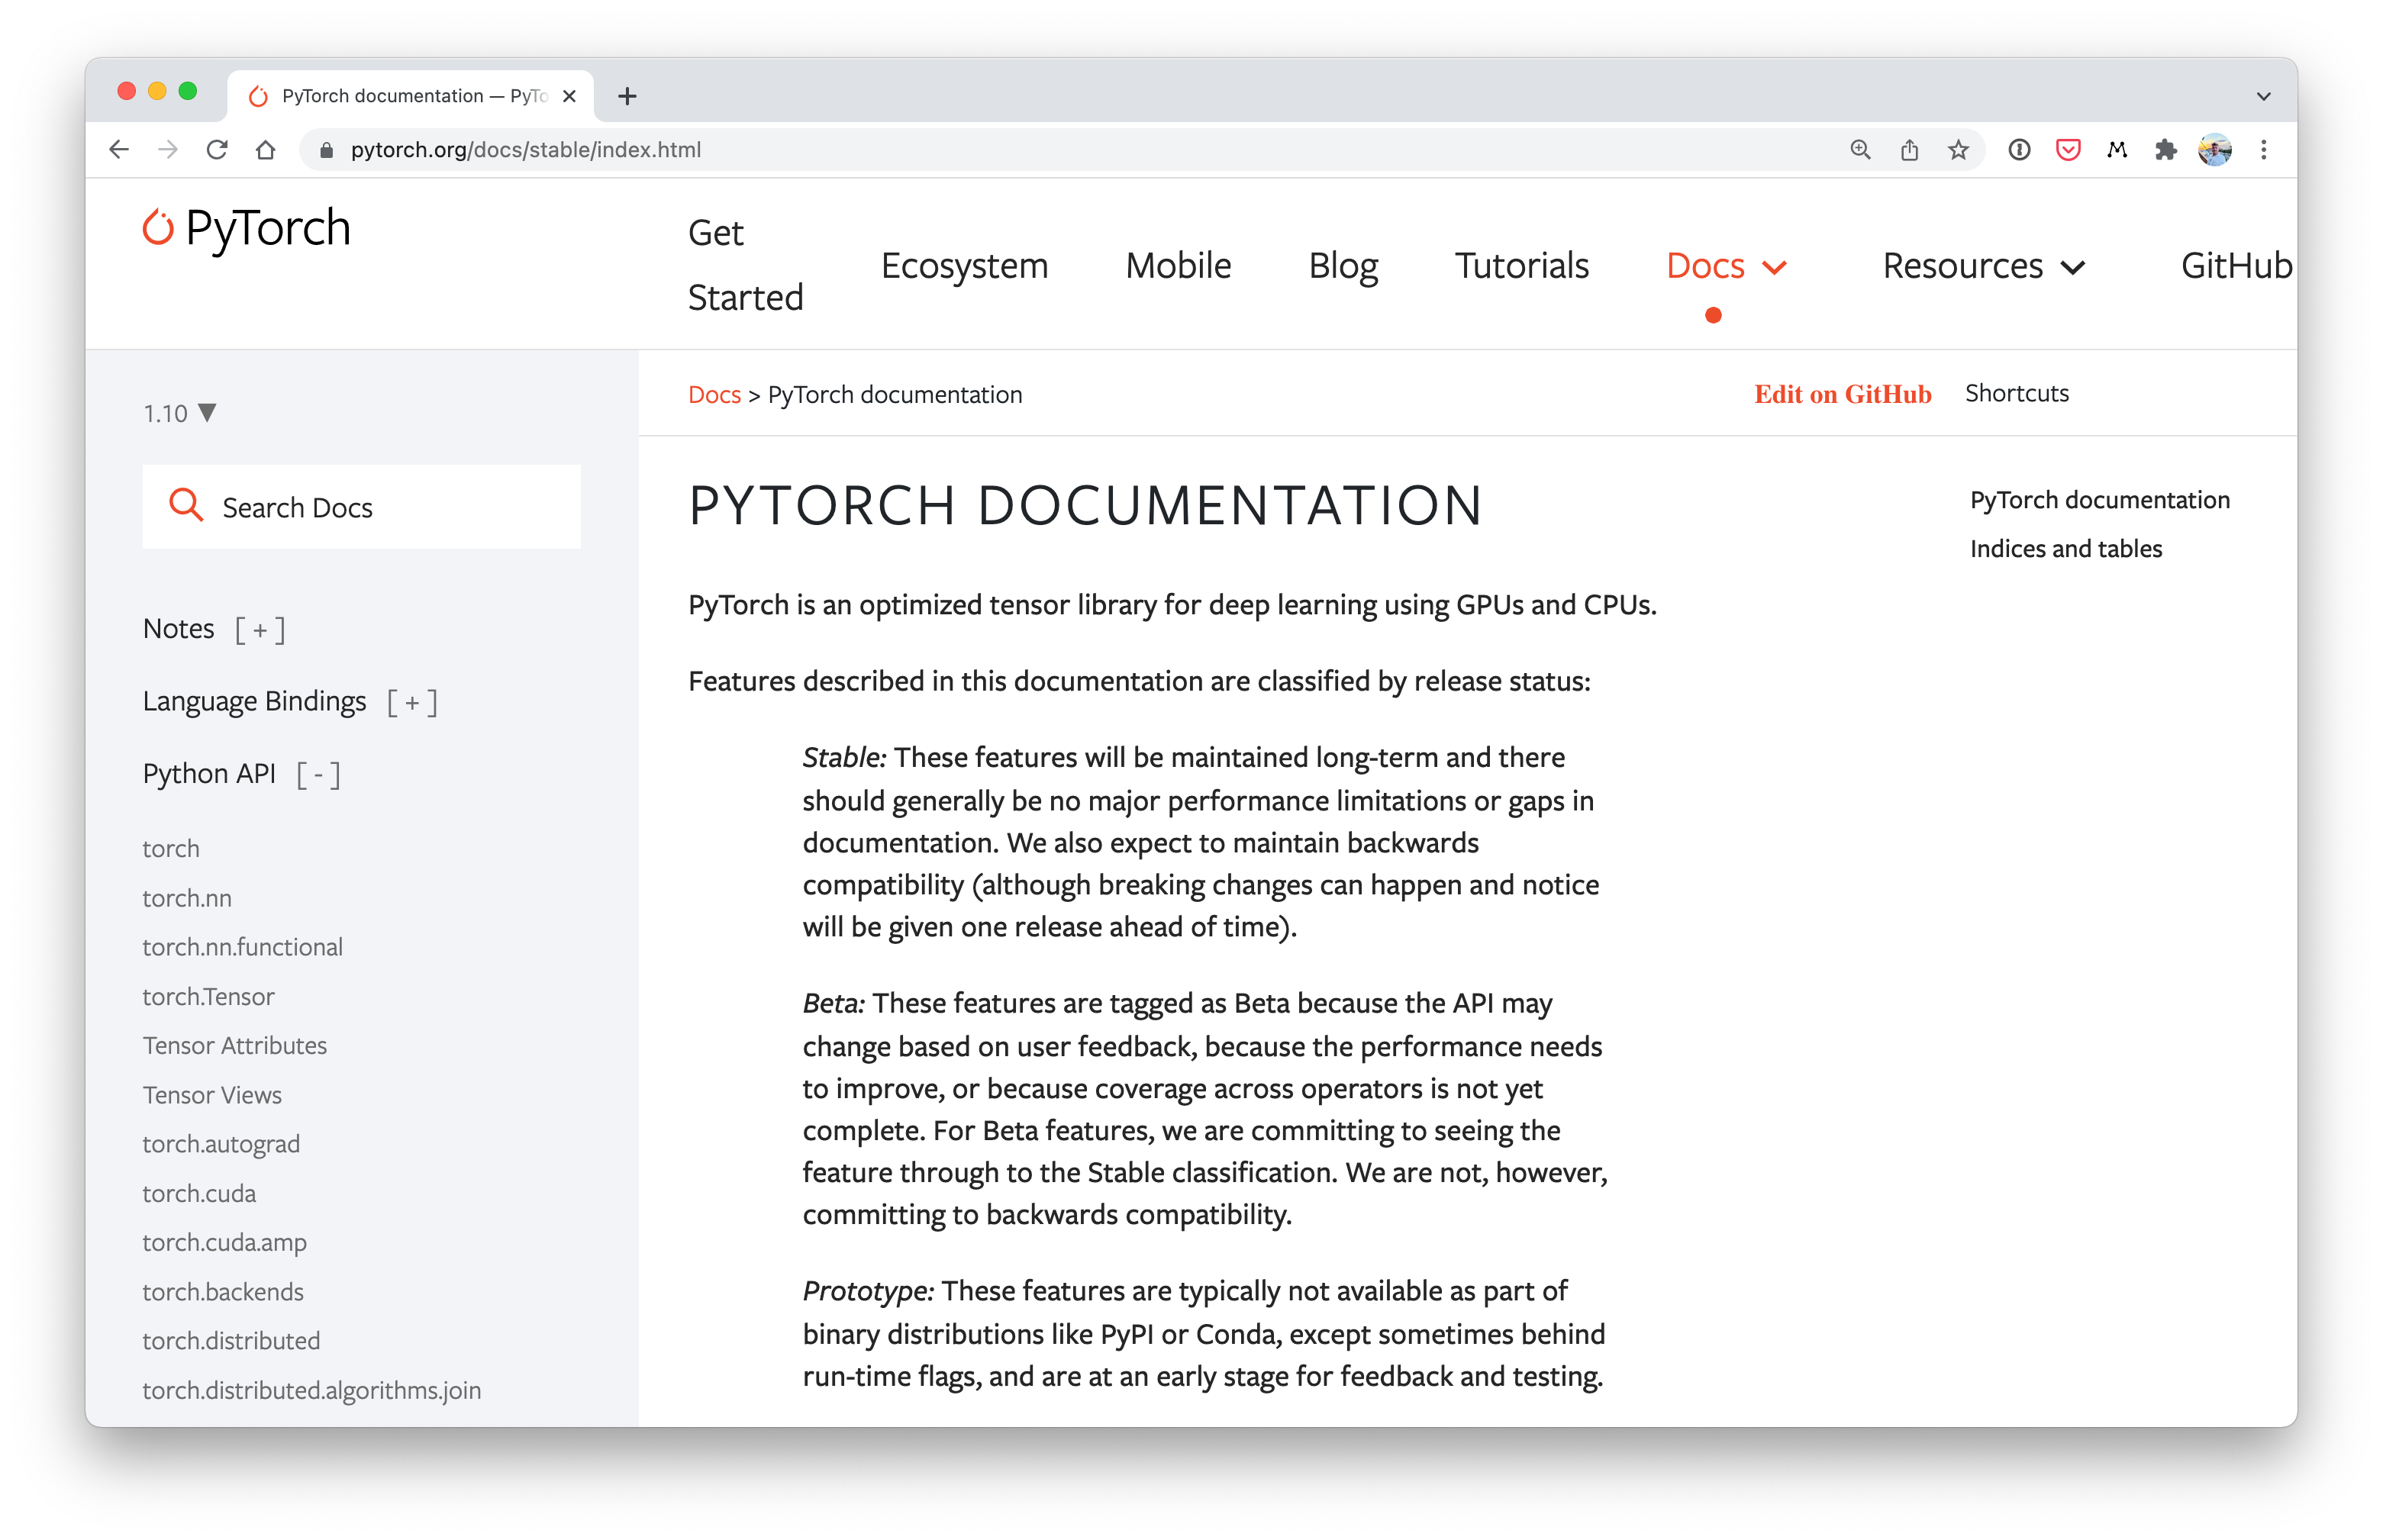 PyTorch documentation — PyTo
pytorch.org/docs/stable/index.html
PyTorch
Get
Started
Ecosystem
Mobile
Blog
Tutorials
Docs
Resources
GitHub
1.10 ▼
Search Docs
Notes [ + ]
Language Bindings [ + ]
Python API [ - ]
torch
torch.nn
torch.nn.functional
torch.Tensor
Tensor Attributes
Tensor Views
torch.autograd
torch.cuda
torch.cuda.amp
torch.backends
torch.distributed
torch.distributed.algorithms.join
Docs > PyTorch documentation
Edit on GitHub
Shortcuts
PYTORCH DOCUMENTATION
PyTorch is an optimized tensor library for deep learning using GPUs and CPUs.
Features described in this documentation are classified by release status:
Stable: These features will be maintained long-term and there
should generally be no major performance limitations or gaps in
documentation. We also expect to maintain backwards
compatibility (although breaking changes can happen and notice
will be given one release ahead of time).
Beta: These features are tagged as Beta because the API may
change based on user feedback, because the performance needs
to improve, or because coverage across operators is not yet
complete. For Beta features, we are committing to seeing the
feature through to the Stable classification. We are not, however,
committing to backwards compatibility.
Prototype: These features are typically not available as part of
binary distributions like PyPI or Conda, except sometimes behind
run-time flags, and are at an early stage for feedback and testing.
PyTorch documentation
Indices and tables